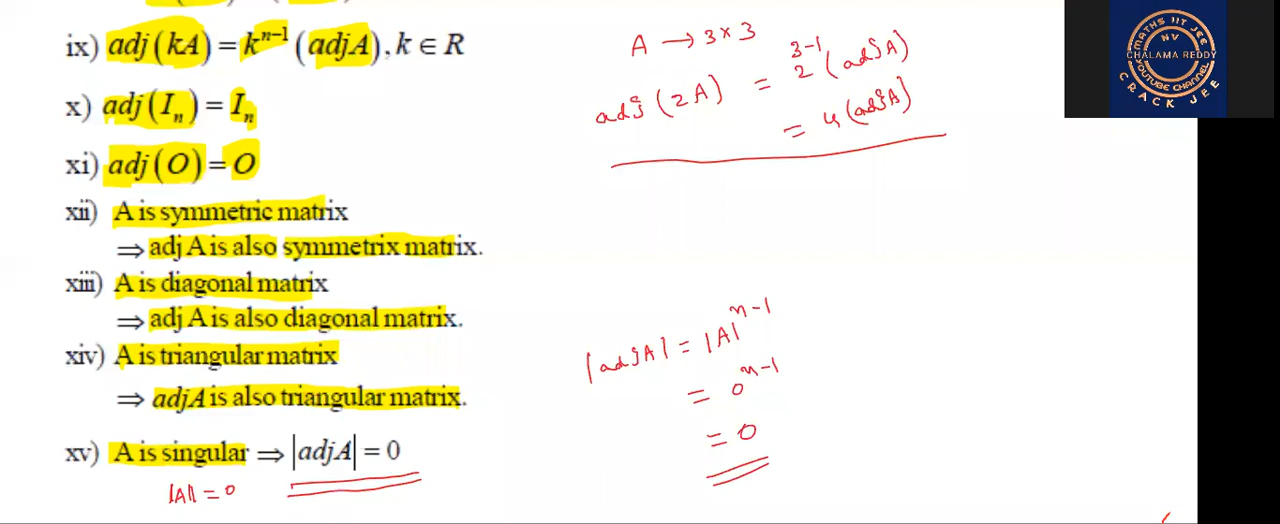 ix) adj(kA) = k^{n-1}(adjA), k ∈ R
x) adj(I_n) = I_n
xi) adj(O) = O
xii) A is symmetric matrix
⇒ adj A is also symmetrix matrix.
xiii) A is diagonal matrix
⇒ adj A is also diagonal matrix.
xiv) A is triangular matrix
⇒ adjA is also triangular matrix.
xv) A is singular ⇒ |adjA| = 0
|A| = 0
A → 3×3
adj (2A) = 2^{3-1} (adjA)
= 4(adjA)
|adjA| = |A|^{n-1}
= 0^{n-1}
= 0
MATHS IIT JEE
NV
CHALAMA REDDY
YOUTUBE CHANNEL
CRACK JEE